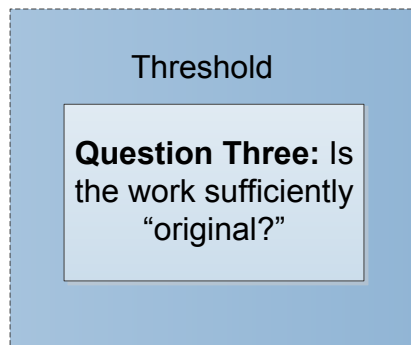 Threshold
Question Three: Is
the work sufficiently
“original?”